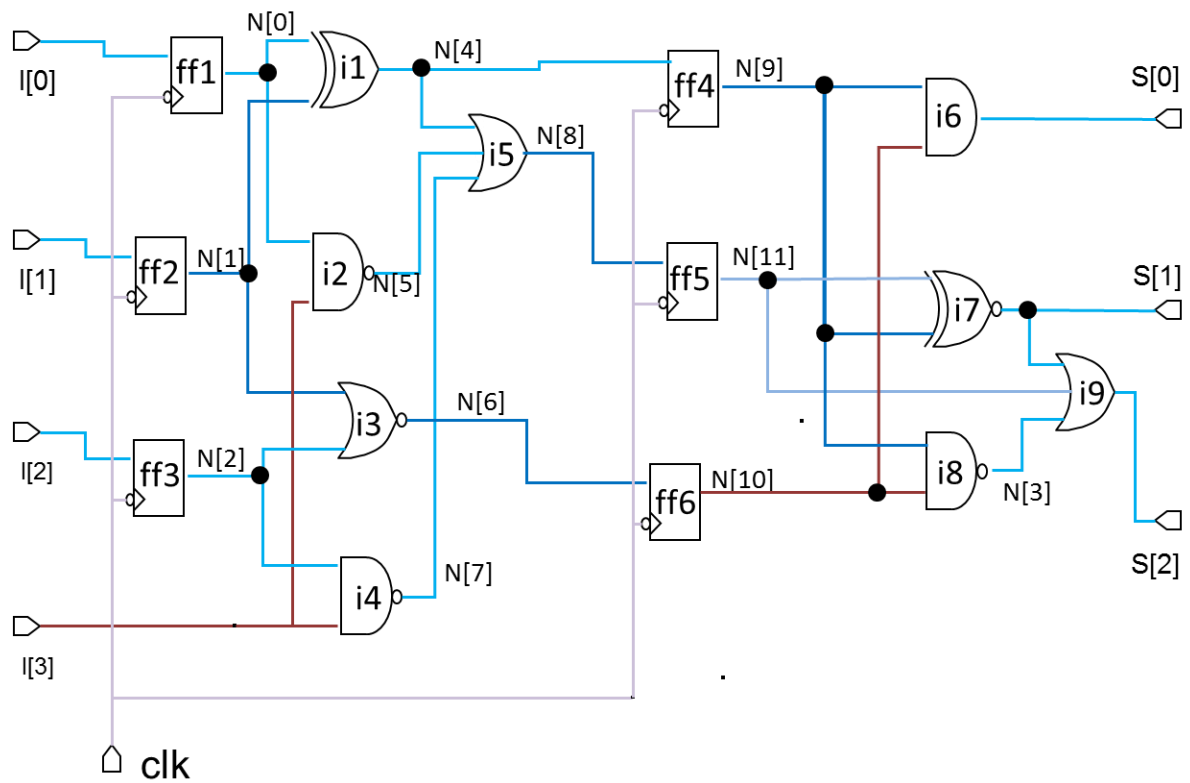 N[0]
I[0]
ff1
i1
N[4]
ff4
N[9]
i6
S[0]
i5
N[8]
I[1]
ff2
N[1]
i2
N[5]
ff5
N[11]
i7
S[1]
I[2]
ff3
N[2]
i3
N[6]
i9
ff6
N[10]
i8
N[3]
S[2]
i4
N[7]
I[3]
clk